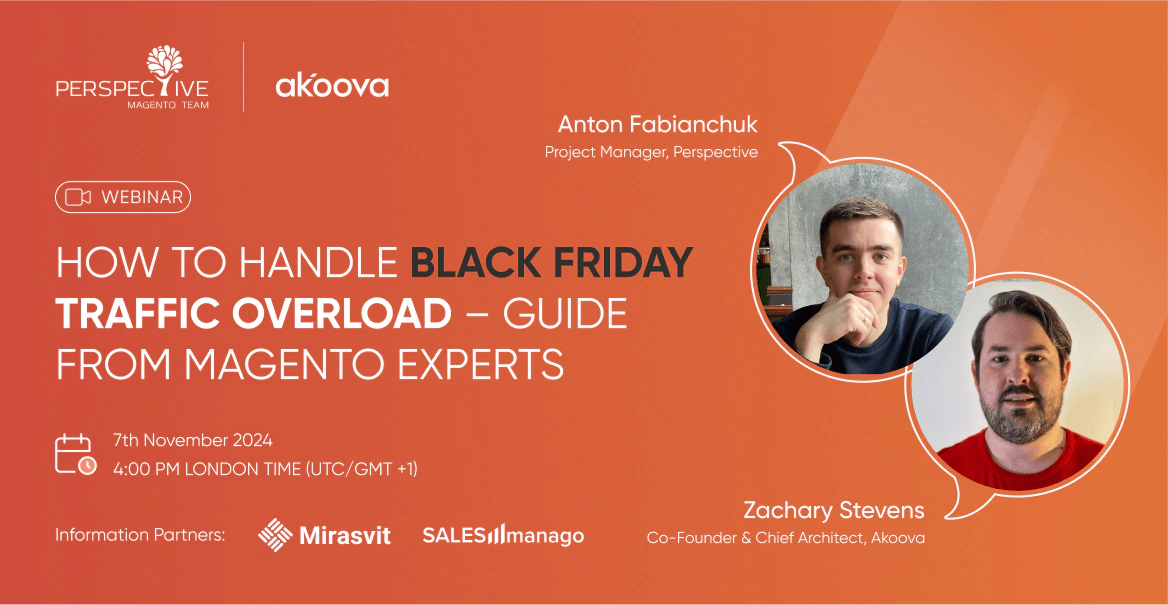 PERSPECTIVE
MAGENTO TEAM
akoova
Anton Fabianchuk
Project Manager, Perspective
WEBINAR
HOW TO HANDLE BLACK FRIDAY
TRAFFIC OVERLOAD – GUIDE
FROM MAGENTO EXPERTS
7th November 2024
4:00 PM LONDON TIME (UTC/GMT +1)
Zachary Stevens
Co-Founder & Chief Architect, Akoova
Information Partners:
Mirasvit
SALESmanago